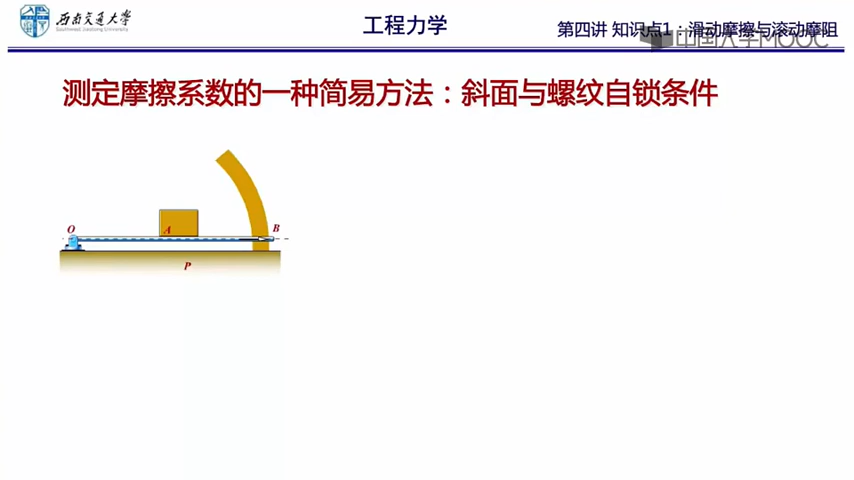 西南交通大学
Southwest Jiaotong University
工程力学
第四讲 知识点1：滑动摩擦与滚动摩阻
中国大学MOOC
测定摩擦系数的一种简易方法：斜面与螺纹自锁条件
O
A
B
P